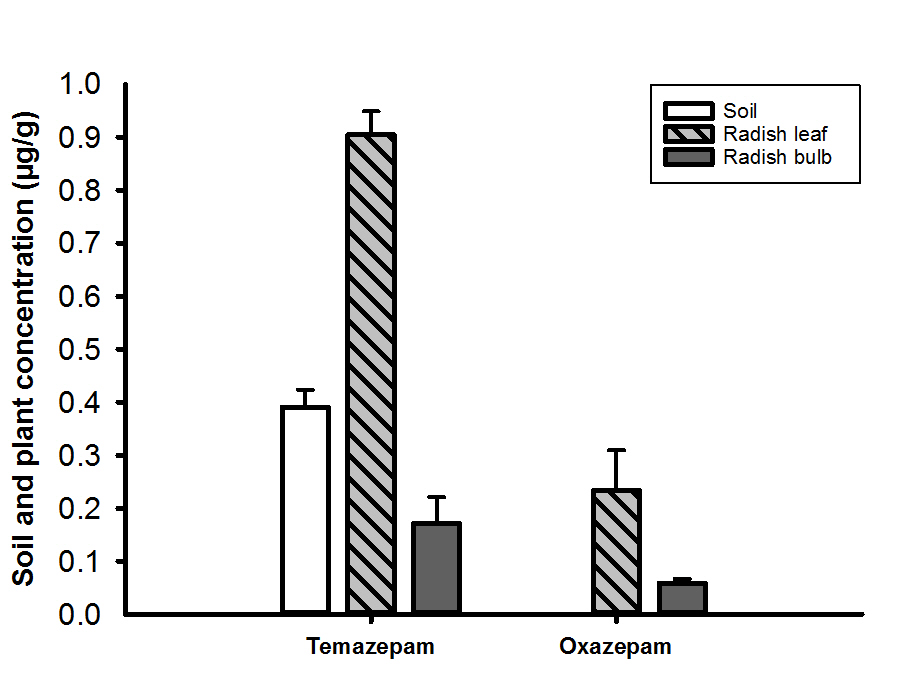 Soil and plant concentration (µg/g)
1.0
0.9
0.8
0.7
0.6
0.5
0.4
0.3
0.2
0.1
0.0
Soil
Radish leaf
Radish bulb
Temazepam
Oxazepam